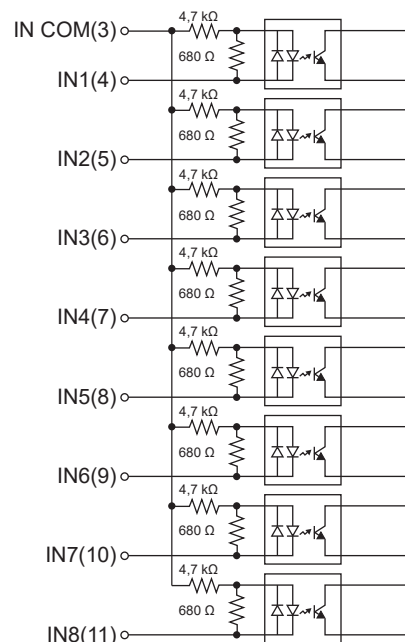 4,7 kΩ
IN COM(3)
680 Ω
IN1(4)
4,7 kΩ
680 Ω
IN2(5)
4,7 kΩ
680 Ω
IN3(6)
4,7 kΩ
680 Ω
IN4(7)
4,7 kΩ
680 Ω
IN5(8)
4,7 kΩ
680 Ω
IN6(9)
4,7 kΩ
680 Ω
IN7(10)
4,7 kΩ
680 Ω
IN8(11)